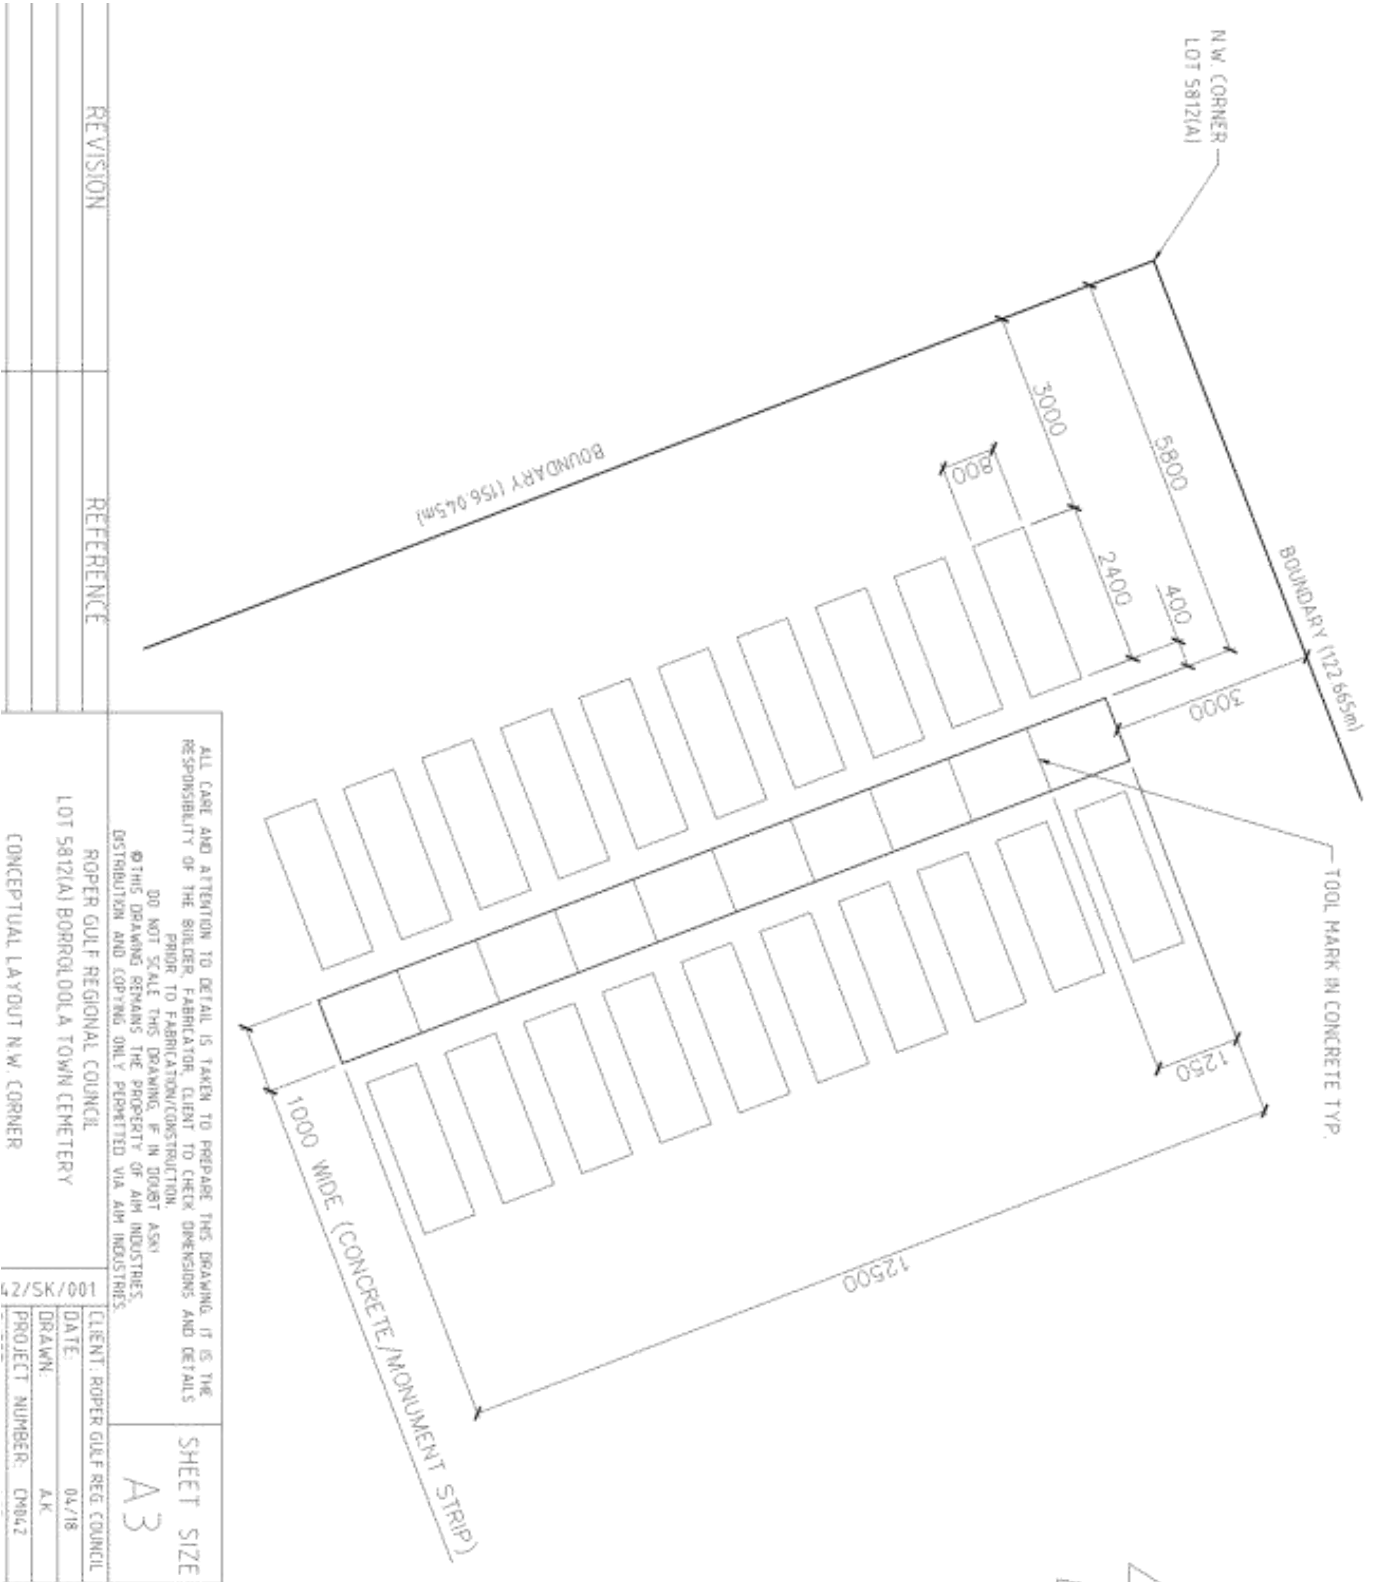 N.W. CORNER
LOT 5812(A)
BOUNDARY (156.045m)
BOUNDARY (122.665m)
3000
5800
800
2400
400
3000
TOOL MARK IN CONCRETE TYP.
1250
12500
1000 WIDE (CONCRETE/MONUMENT STRIP)
REVISION
REFERENCE
ALL CARE AND ATTENTION TO DETAIL IS TAKEN TO PREPARE THIS DRAWING. IT IS THE
RESPONSIBILITY OF THE BUILDER, FABRICATOR, CLIENT TO CHECK DIMENSIONS AND DETAILS
PRIOR TO FABRICATION/CONSTRUCTION.
DO NOT SCALE THIS DRAWING, IF IN DOUBT ASK!
© THIS DRAWING REMAINS THE PROPERTY OF AIM INDUSTRIES.
DISTRIBUTION AND COPYING ONLY PERMITTED VIA AIM INDUSTRIES.
SHEET SIZE
A3
ROPER GULF REGIONAL COUNCIL
LOT 5812(A) BORROLOOLA TOWN CEMETERY
CONCEPTUAL LAYOUT N.W. CORNER
42/SK/001
CLIENT: ROPER GULF REG. COUNCIL
DATE: 04/18
DRAWN: A.K.
PROJECT NUMBER: CM042